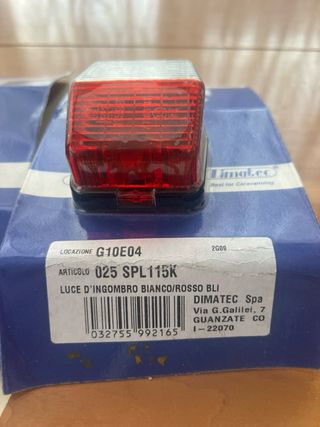 Dimatec
Best for Caravanning
LOCAZIONE G10E04
2G09
ARTICOLO 025 SPL115K
LUCE D'INGOMBRO BIANCO/ROSSO BLI
032755 992165
DIMATEC Spa
Via G.Galilei, 7
GUANZATE CO
I-22070